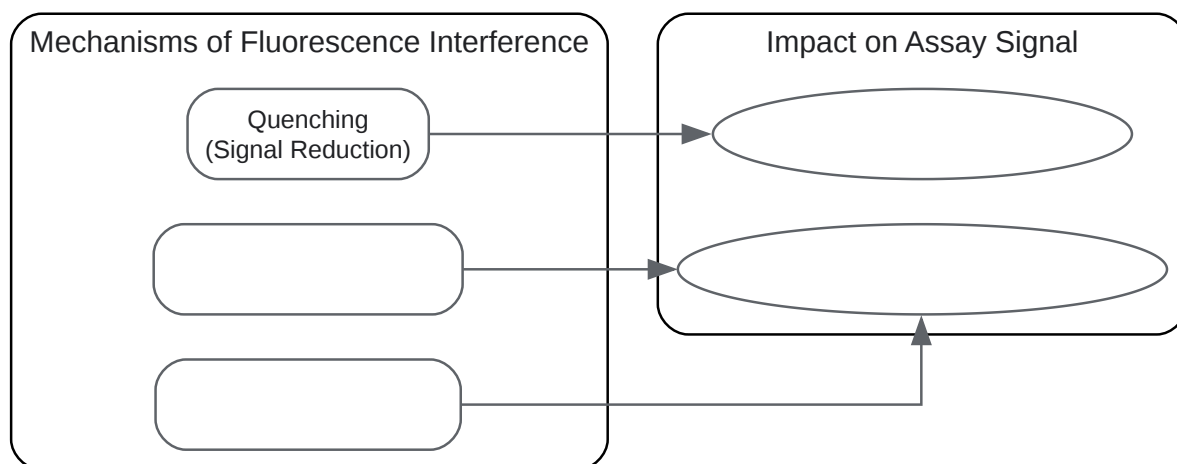 Mechanisms of Fluorescence Interference
Impact on Assay Signal
Quenching
(Signal Reduction)